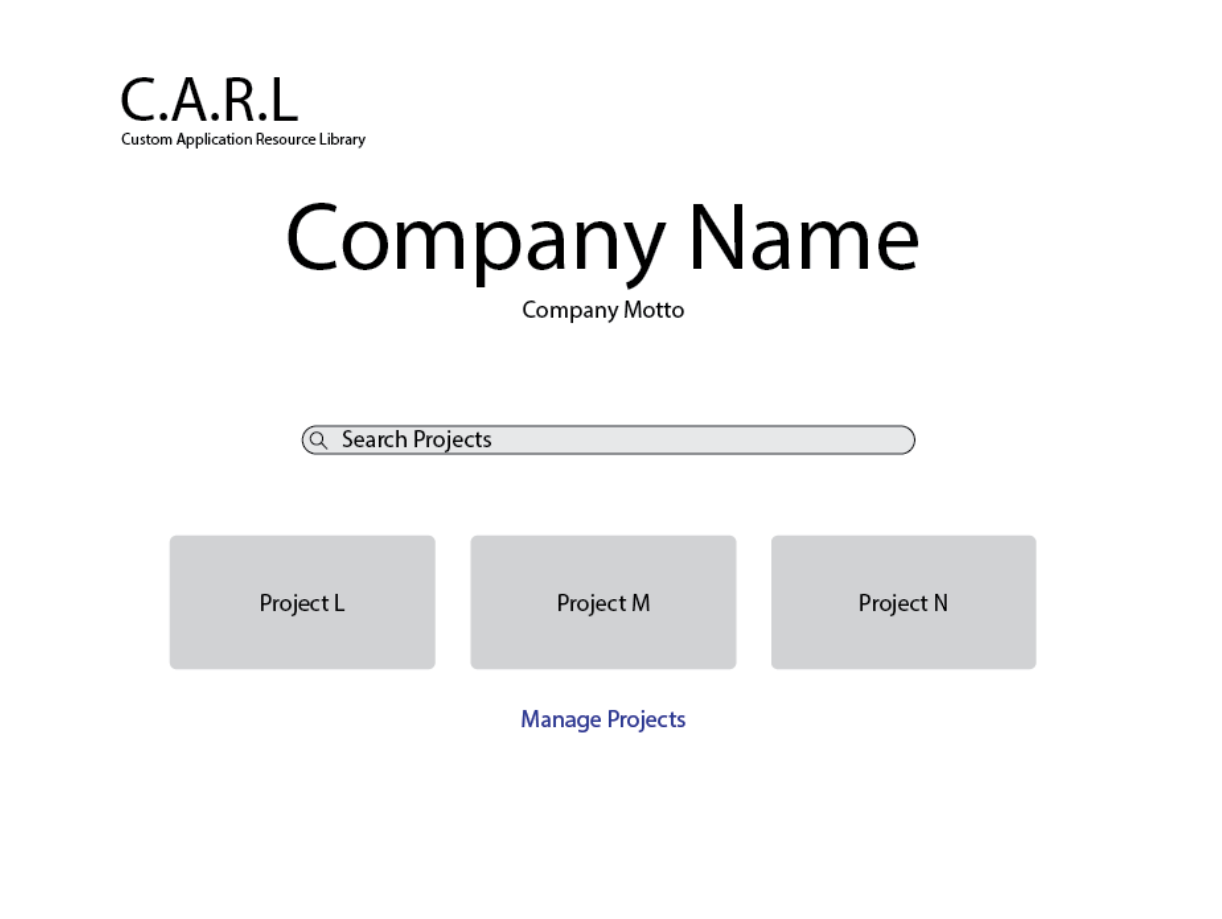 C.A.R.L
Custom Application Resource Library
Company Name
Company Motto
Search Projects
Project L
Project M
Project N
Manage Projects